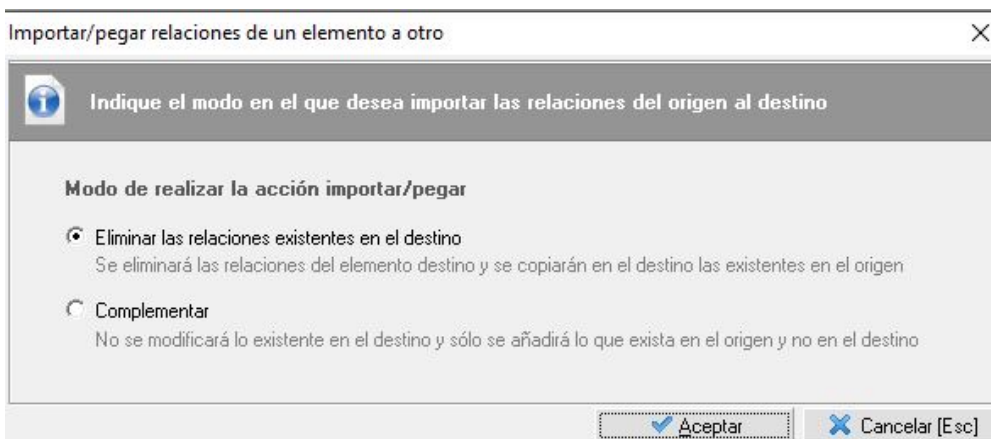 Importar/pegar relaciones de un elemento a otro
Indique el modo en el que desea importar las relaciones del origen al destino
Modo de realizar la acción importar/pegar
Eliminar las relaciones existentes en el destino
Se eliminará las relaciones del elemento destino y se copiarán en el destino las existentes en el origen
Complementar
No se modificará lo existente en el destino y sólo se añadirá lo que exista en el origen y no en el destino
Aceptar Cancelar [Esc]